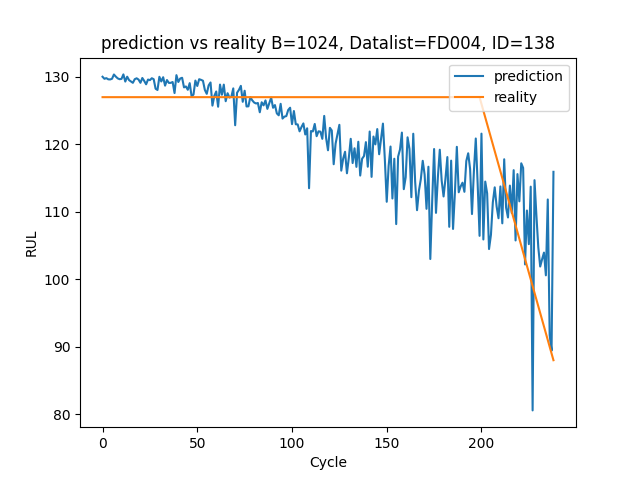 prediction vs reality B=1024, Datalist=FD004, ID=138
prediction
reality
130
120
110
100
90
80
RUL
0 50 100 150 200
Cycle